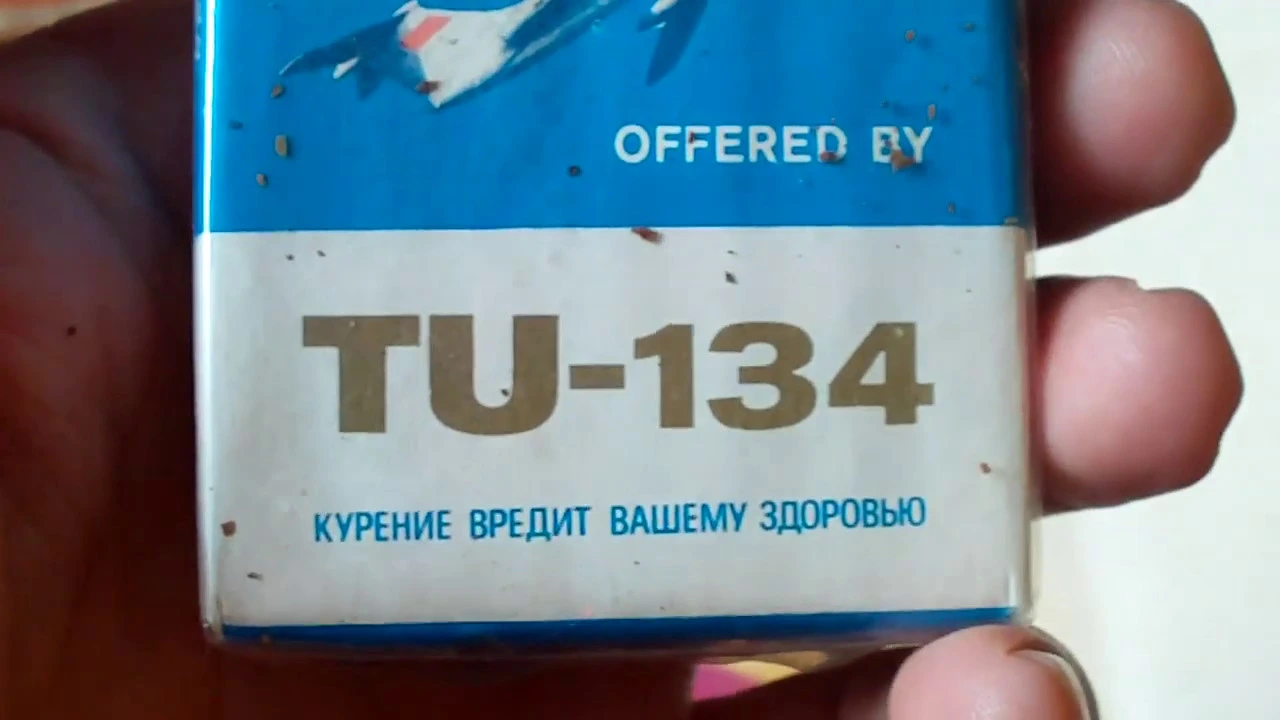 OFFERED BY
TU-134
КУРЕНИЕ ВРЕДИТ ВАШЕМУ ЗДОРОВЬЮ